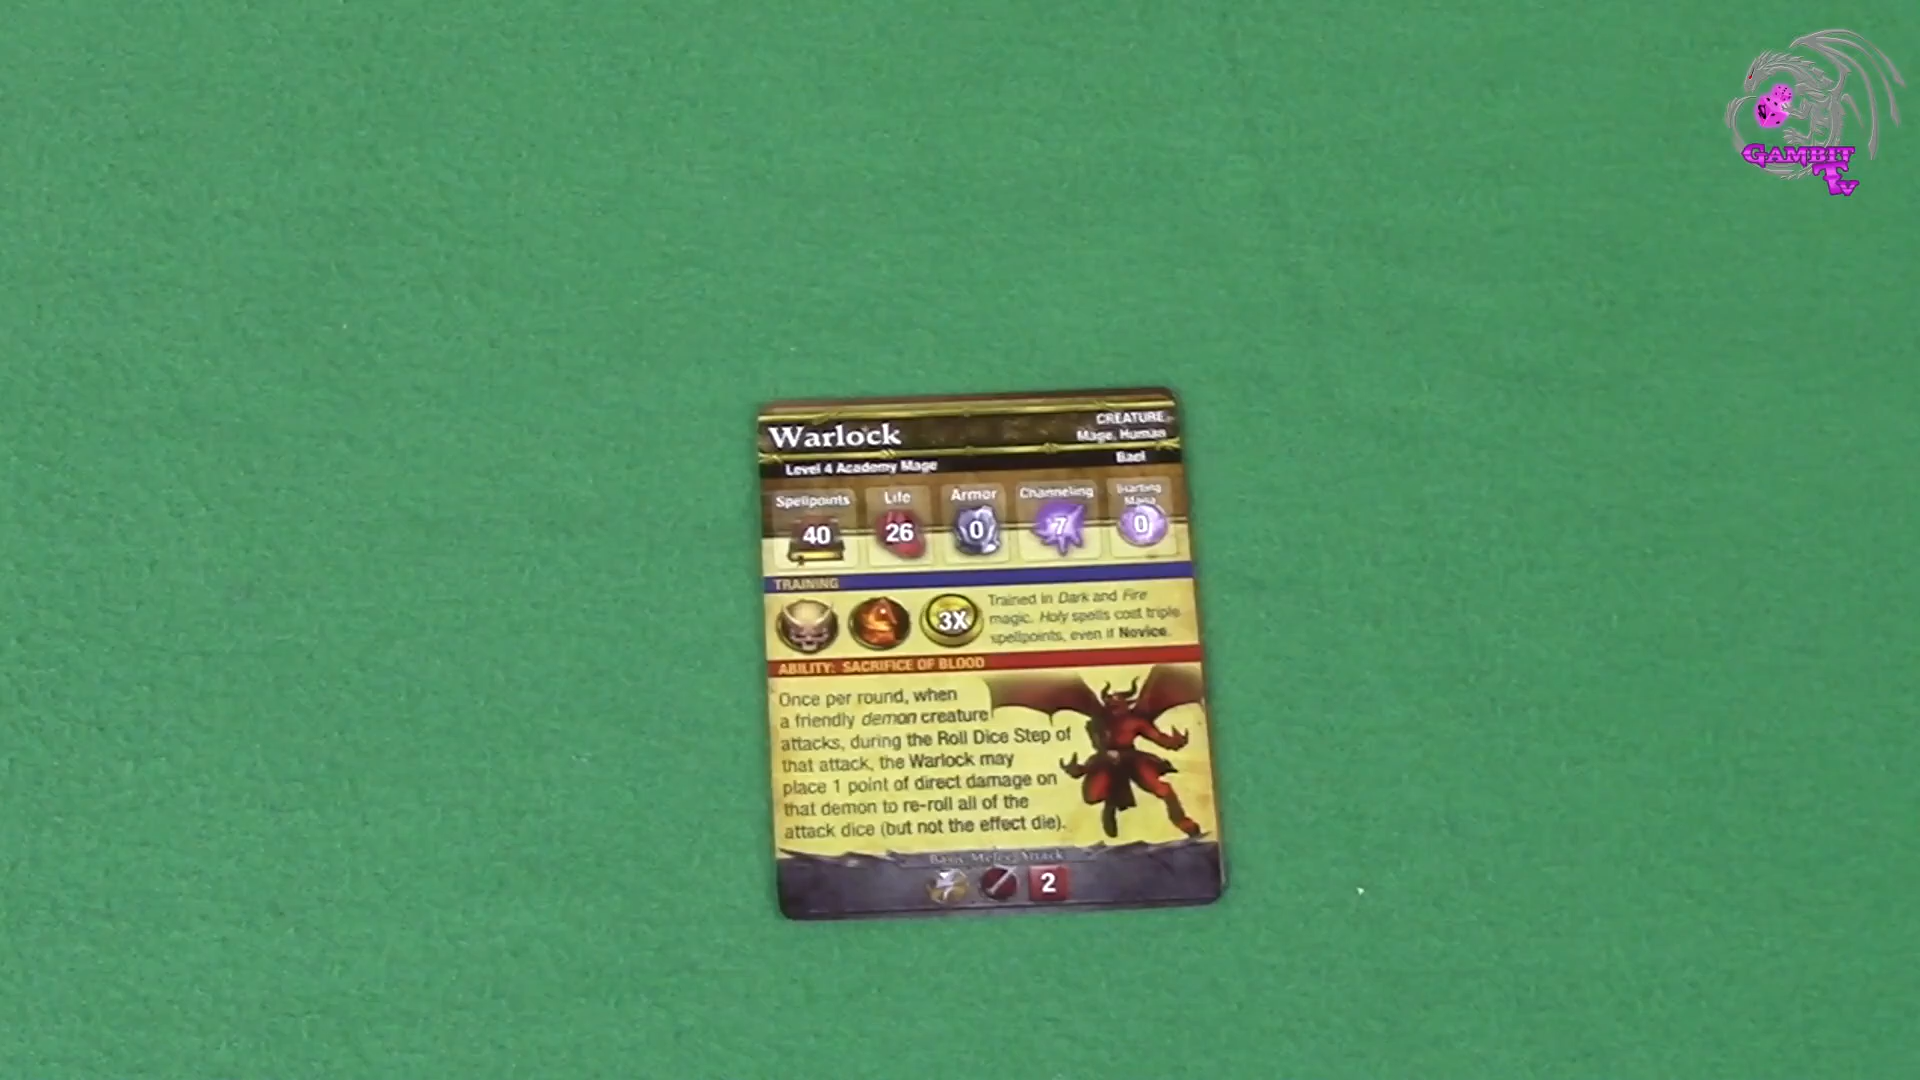 GAMBIT
TV
Warlock
CREATURE
Mage, Human
Level 4 Academy Mage
Bael
Spellpoints
Life
Armor
Channeling
Starting
Mana
40
26
0
7
0
TRAINING
3X
Trained in Dark and Fire
magic. Holy spells cost triple
spellpoints, even if Novice.
ABILITY: SACRIFICE OF BLOOD
Once per round, when
a friendly demon creature
attacks, during the Roll Dice Step of
that attack, the Warlock may
place 1 point of direct damage on
that demon to re-roll all of the
attack dice (but not the effect die).
Basic Melee Attack
2